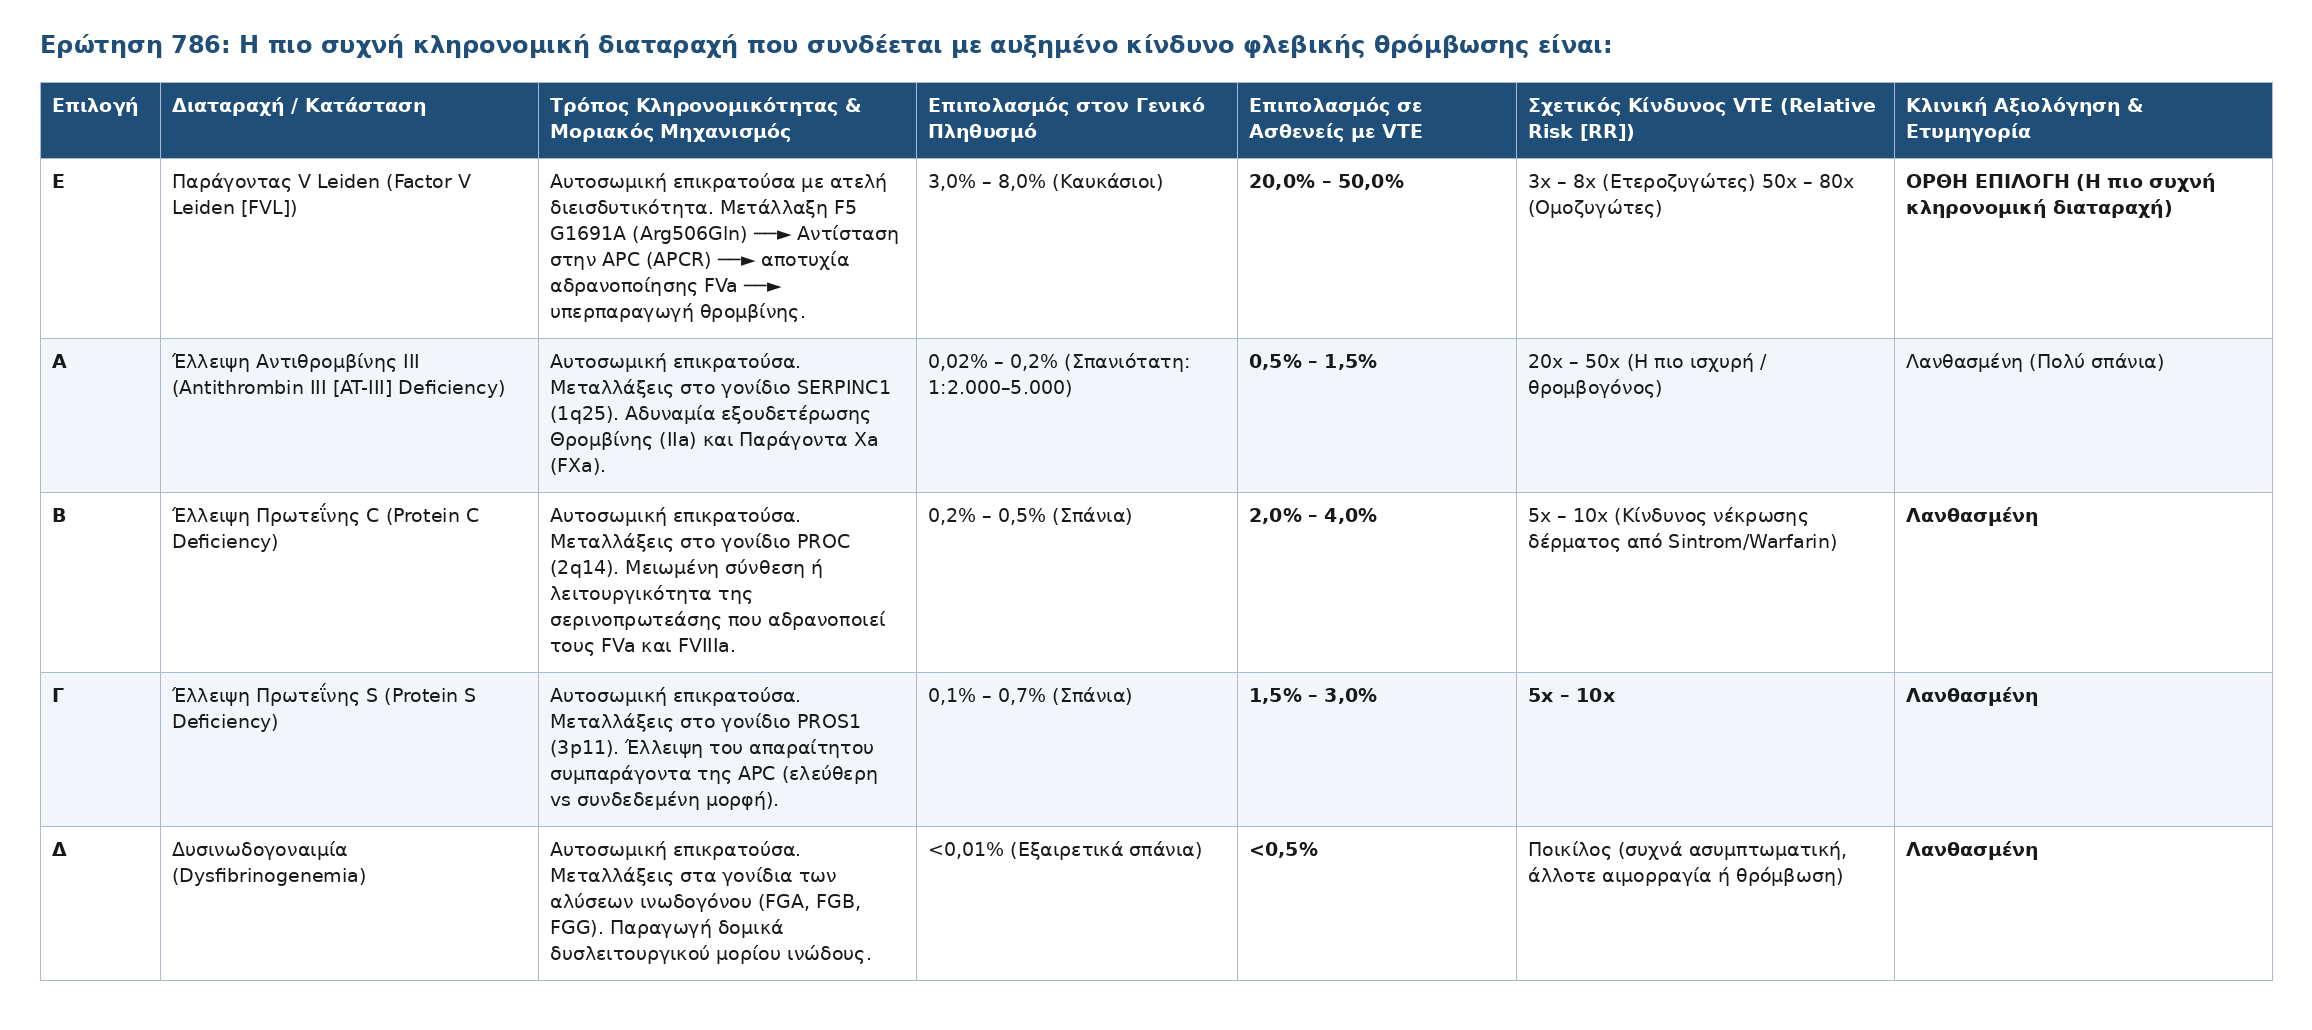 Ερώτηση 786: Η πιο συχνή κληρονομική διαταραχή που συνδέεται με αυξημένο κίνδυνο φλεβικής θρόμβωσης είναι:
Επιλογή
Διαταραχή / Κατάσταση
Τρόπος Κληρονομικότητας &
Μοριακός Μηχανισμός
Επιπολασμός στον Γενικό
Πληθυσμό
Επιπολασμός σε
Ασθενείς με VTE
Σχετικός Κίνδυνος VTE (Relative
Risk [RR])
Κλινική Αξιολόγηση &
Ετυμηγορία
Ε
Παράγοντας V Leiden (Factor V
Leiden [FVL])
Αυτοσωμική επικρατούσα με ατελή
διεισδυτικότητα. Μετάλλαξη F5
G1691A (Arg506Gln) ──► Αντίσταση
στην APC (APCR) ──► αποτυχία
αδρανοποίησης FVa ──►
υπερπαραγωγή θρομβίνης.
3,0% – 8,0% (Καυκάσιοι)
20,0% – 50,0%
3x – 8x (Ετεροζυγώτες) 50x – 80x
(Ομοζυγώτες)
ΟΡΘΗ ΕΠΙΛΟΓΗ (Η πιο συχνή
κληρονομική διαταραχή)
Α
Έλλειψη Αντιθρομβίνης III
(Antithrombin III [AT-III] Deficiency)
Αυτοσωμική επικρατούσα.
Μεταλλάξεις στο γονίδιο SERPINC1
(1q25). Αδυναμία εξουδετέρωσης
Θρομβίνης (IIa) και Παράγοντα Xa
(FXa).
0,02% – 0,2% (Σπανιότατη:
1:2.000–5.000)
0,5% – 1,5%
20x – 50x (Η πιο ισχυρή /
θρομβογόνος)
Λανθασμένη (Πολύ σπάνια)
Β
Έλλειψη Πρωτεΐνης C (Protein C
Deficiency)
Αυτοσωμική επικρατούσα.
Μεταλλάξεις στο γονίδιο PROC
(2q14). Μειωμένη σύνθεση ή
λειτουργικότητα της
σερινοπρωτεάσης που αδρανοποιεί
τους FVa και FVIIIa.
0,2% – 0,5% (Σπάνια)
2,0% – 4,0%
5x – 10x (Κίνδυνος νέκρωσης
δέρματος από Sintrom/Warfarin)
Λανθασμένη
Γ
Έλλειψη Πρωτεΐνης S (Protein S
Deficiency)
Αυτοσωμική επικρατούσα.
Μεταλλάξεις στο γονίδιο PROS1
(3p11). Έλλειψη του απαραίτητου
συμπαράγοντα της APC (ελεύθερη
vs συνδεδεμένη μορφή).
0,1% – 0,7% (Σπάνια)
1,5% – 3,0%
5x – 10x
Λανθασμένη
Δ
Δυσινωδογοναιμία
(Dysfibrinogenemia)
Αυτοσωμική επικρατούσα.
Μεταλλάξεις στα γονίδια των
αλύσεων ινωδογόνου (FGA, FGB,
FGG). Παραγωγή δομικά
δυσλειτουργικού μορίου ινώδους.
<0,01% (Εξαιρετικά σπάνια)
<0,5%
Ποικίλος (συχνά ασυμπτωματική,
άλλοτε αιμορραγία ή θρόμβωση)
Λανθασμένη